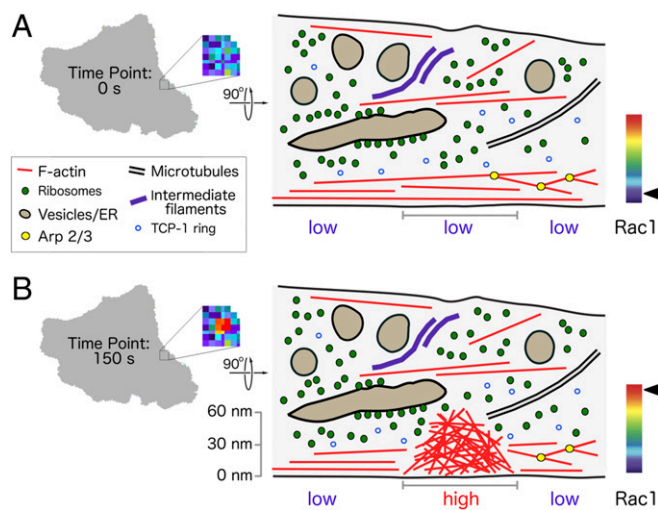 A
Time Point:
0 s
90°
F-actin
Ribosomes
Vesicles/ER
Arp 2/3
Microtubules
Intermediate
filaments
TCP-1 ring
low
low
low
Rac1
B
Time Point:
150 s
90°
60 nm
30 nm
0 nm
low
high
low
Rac1